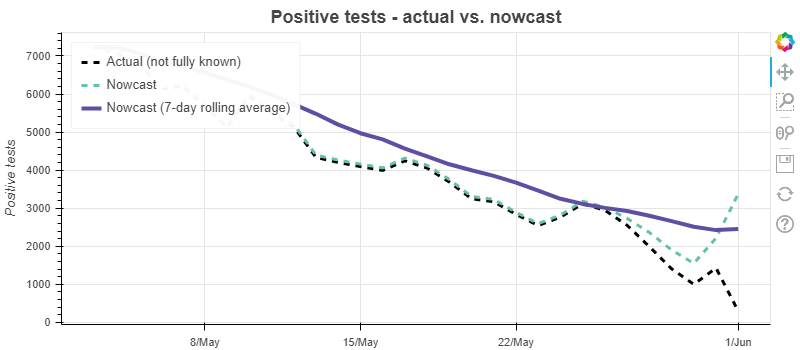 Positive tests - actual vs. nowcast
Actual (not fully known)
Nowcast
Nowcast (7-day rolling average)
Positive tests
7000
6000
5000
4000
3000
2000
1000
0
8/May
15/May
22/May
1/Jun
?